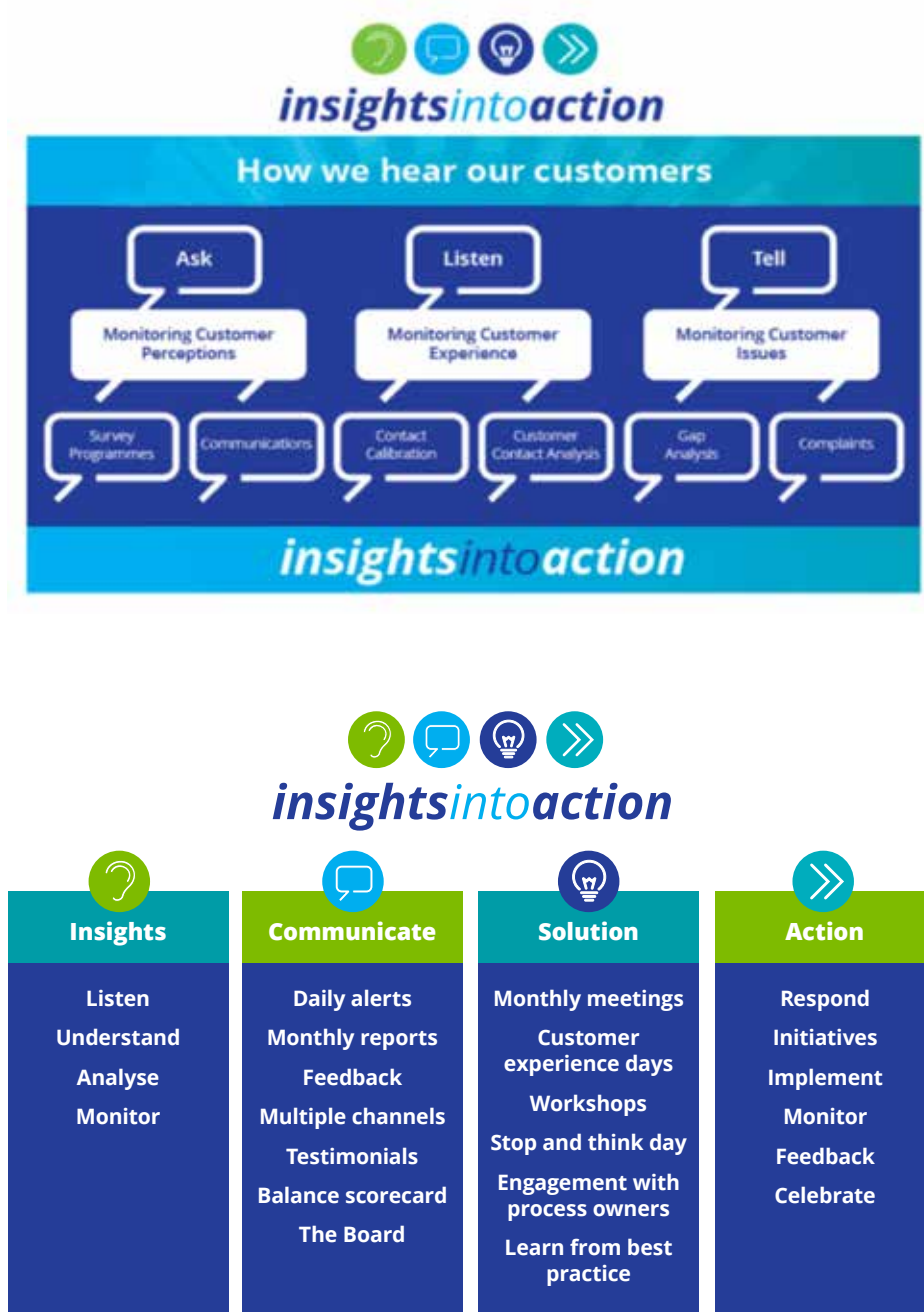 insightsintoaction
How we hear our customers
Ask
Listen
Tell
Monitoring Customer
Perceptions
Monitoring Customer
Experience
Monitoring Customer
Issues
Survey
Programmes
Communications
Contact
Calibration
Customer
Contact Analysis
Gap
Analysis
Complaints
insightsintoaction
insightsintoaction
Insights
Listen
Understand
Analyse
Monitor
Communicate
Daily alerts
Monthly reports
Feedback
Multiple channels
Testimonials
Balance scorecard
The Board
Solution
Monthly meetings
Customer
experience days
Workshops
Stop and think day
Engagement with
process owners
Learn from best
practice
Action
Respond
Initiatives
Implement
Monitor
Feedback
Celebrate